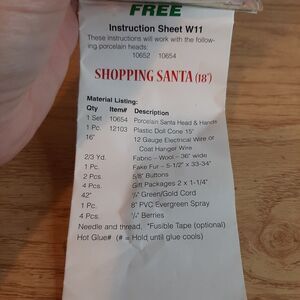 FREE
Instruction Sheet W11
These instructions will work with the follow-
ing porcelain heads:
10652 10654
SHOPPING SANTA (18")
Material Listing:
Qty Item# Description
1 Set 10654 Porcelain Santa Head & Hands
1 Pc. 12103 Plastic Doll Cone 15"
16" 12 Gauge Electrical Wire or
Coat Hanger Wire
2/3 Yd. Fabric - Wool - 36" wide
1 Pc. Fake Fur - 5-1/2" x 33-34"
2 Pcs. 5/8" Buttons
4 Pcs. Gift Packages 2 x 1-1/4"
42" Green/Gold Cord
1 Pc. 8" PVC Evergreen Spray
4 Pcs. Berries
Needle and thread, *Fusible Tape (optional)
Hot Glue# (# = Hold until glue cools)